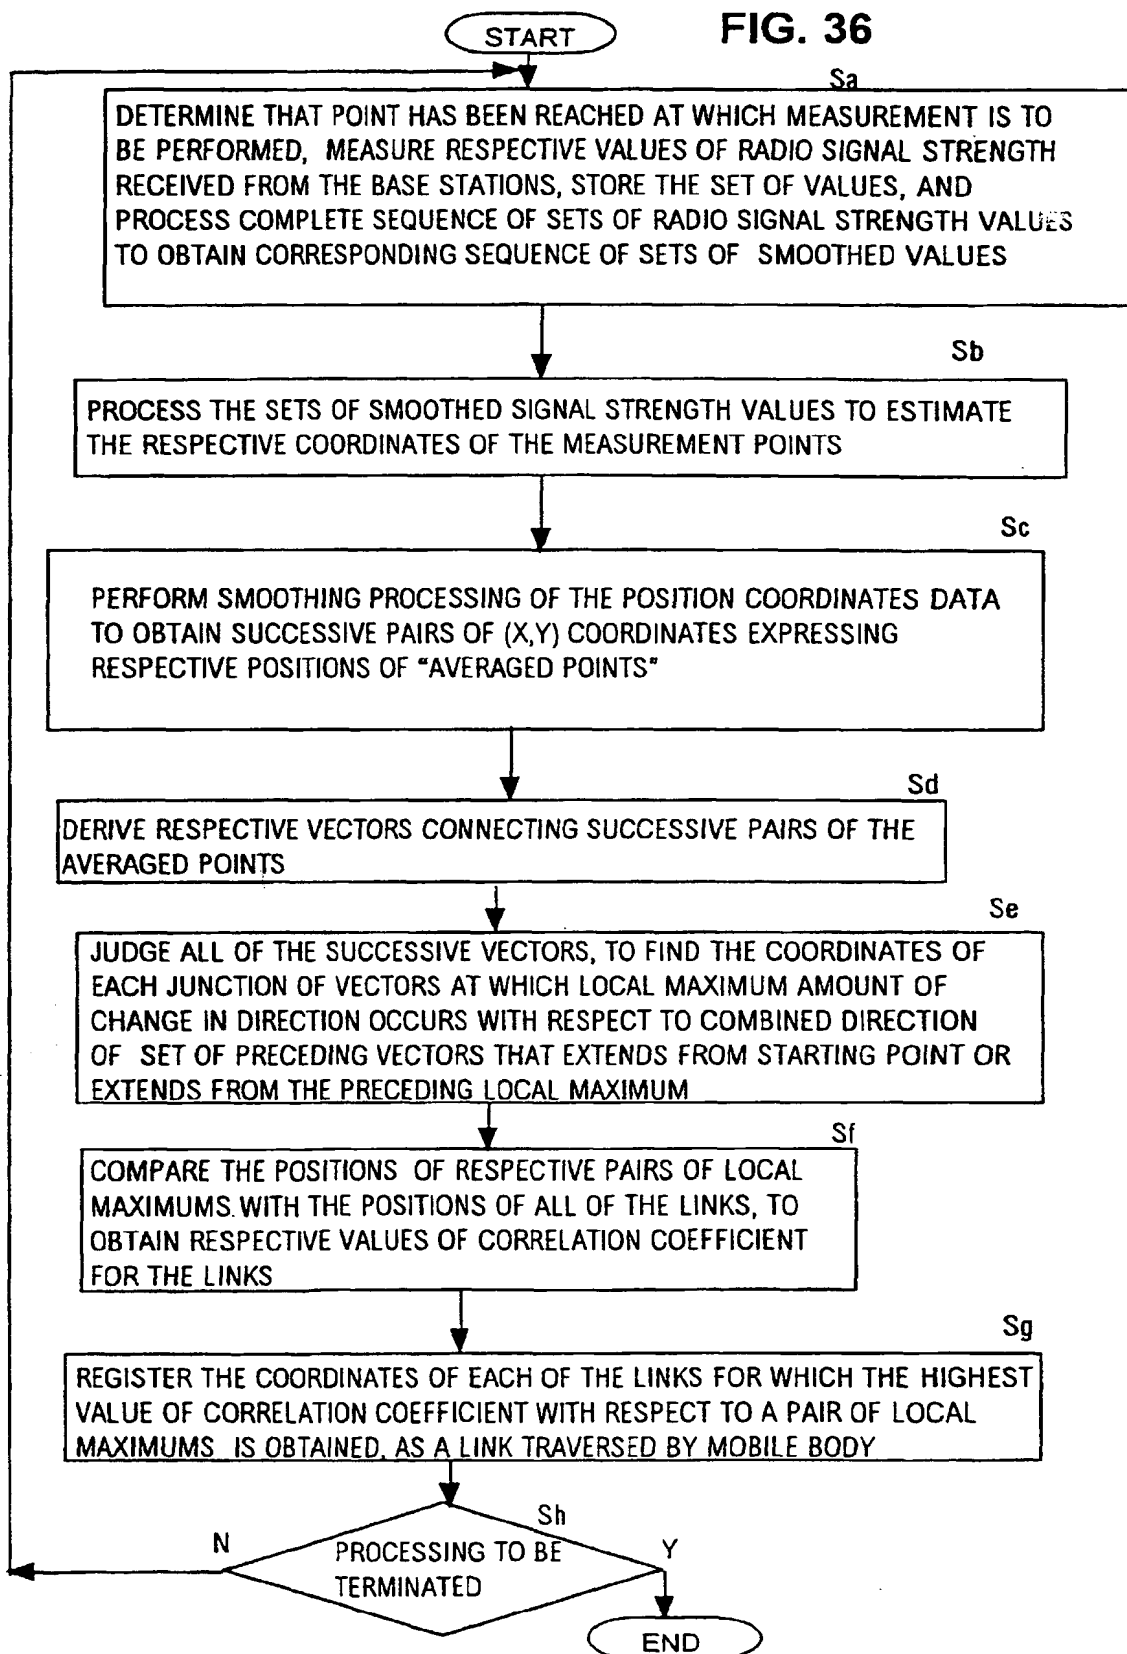 FIG. 36
START
Sa
DETERMINE THAT POINT HAS BEEN REACHED AT WHICH MEASUREMENT IS TO
BE PERFORMED, MEASURE RESPECTIVE VALUES OF RADIO SIGNAL STRENGTH
RECEIVED FROM THE BASE STATIONS, STORE THE SET OF VALUES, AND
PROCESS COMPLETE SEQUENCE OF SETS OF RADIO SIGNAL STRENGTH VALUES
TO OBTAIN CORRESPONDING SEQUENCE OF SETS OF SMOOTHED VALUES
Sb
PROCESS THE SETS OF SMOOTHED SIGNAL STRENGTH VALUES TO ESTIMATE
THE RESPECTIVE COORDINATES OF THE MEASUREMENT POINTS
Sc
PERFORM SMOOTHING PROCESSING OF THE POSITION COORDINATES DATA
TO OBTAIN SUCCESSIVE PAIRS OF (X,Y) COORDINATES EXPRESSING
RESPECTIVE POSITIONS OF "AVERAGED POINTS"
Sd
DERIVE RESPECTIVE VECTORS CONNECTING SUCCESSIVE PAIRS OF THE
AVERAGED POINTS
Se
JUDGE ALL OF THE SUCCESSIVE VECTORS, TO FIND THE COORDINATES OF
EACH JUNCTION OF VECTORS AT WHICH LOCAL MAXIMUM AMOUNT OF
CHANGE IN DIRECTION OCCURS WITH RESPECT TO COMBINED DIRECTION
OF SET OF PRECEDING VECTORS THAT EXTENDS FROM STARTING POINT OR
EXTENDS FROM THE PRECEDING LOCAL MAXIMUM
Sf
COMPARE THE POSITIONS OF RESPECTIVE PAIRS OF LOCAL
MAXIMUMS WITH THE POSITIONS OF ALL OF THE LINKS, TO
OBTAIN RESPECTIVE VALUES OF CORRELATION COEFFICIENT
FOR THE LINKS
Sg
REGISTER THE COORDINATES OF EACH OF THE LINKS FOR WHICH THE HIGHEST
VALUE OF CORRELATION COEFFICIENT WITH RESPECT TO A PAIR OF LOCAL
MAXIMUMS IS OBTAINED, AS A LINK TRAVERSED BY MOBILE BODY
Sh
N
PROCESSING TO BE
TERMINATED
Y
END